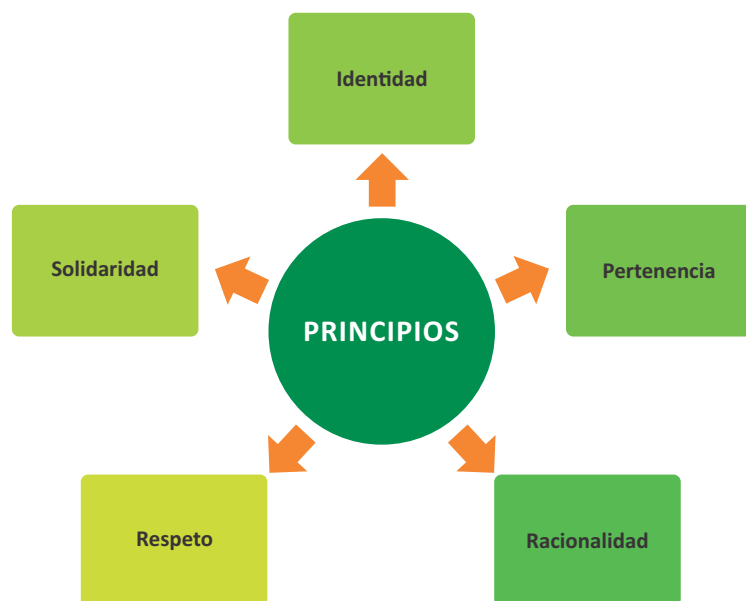 Identidad
Solidaridad
Pertenencia
PRINCIPIOS
Respeto
Racionalidad